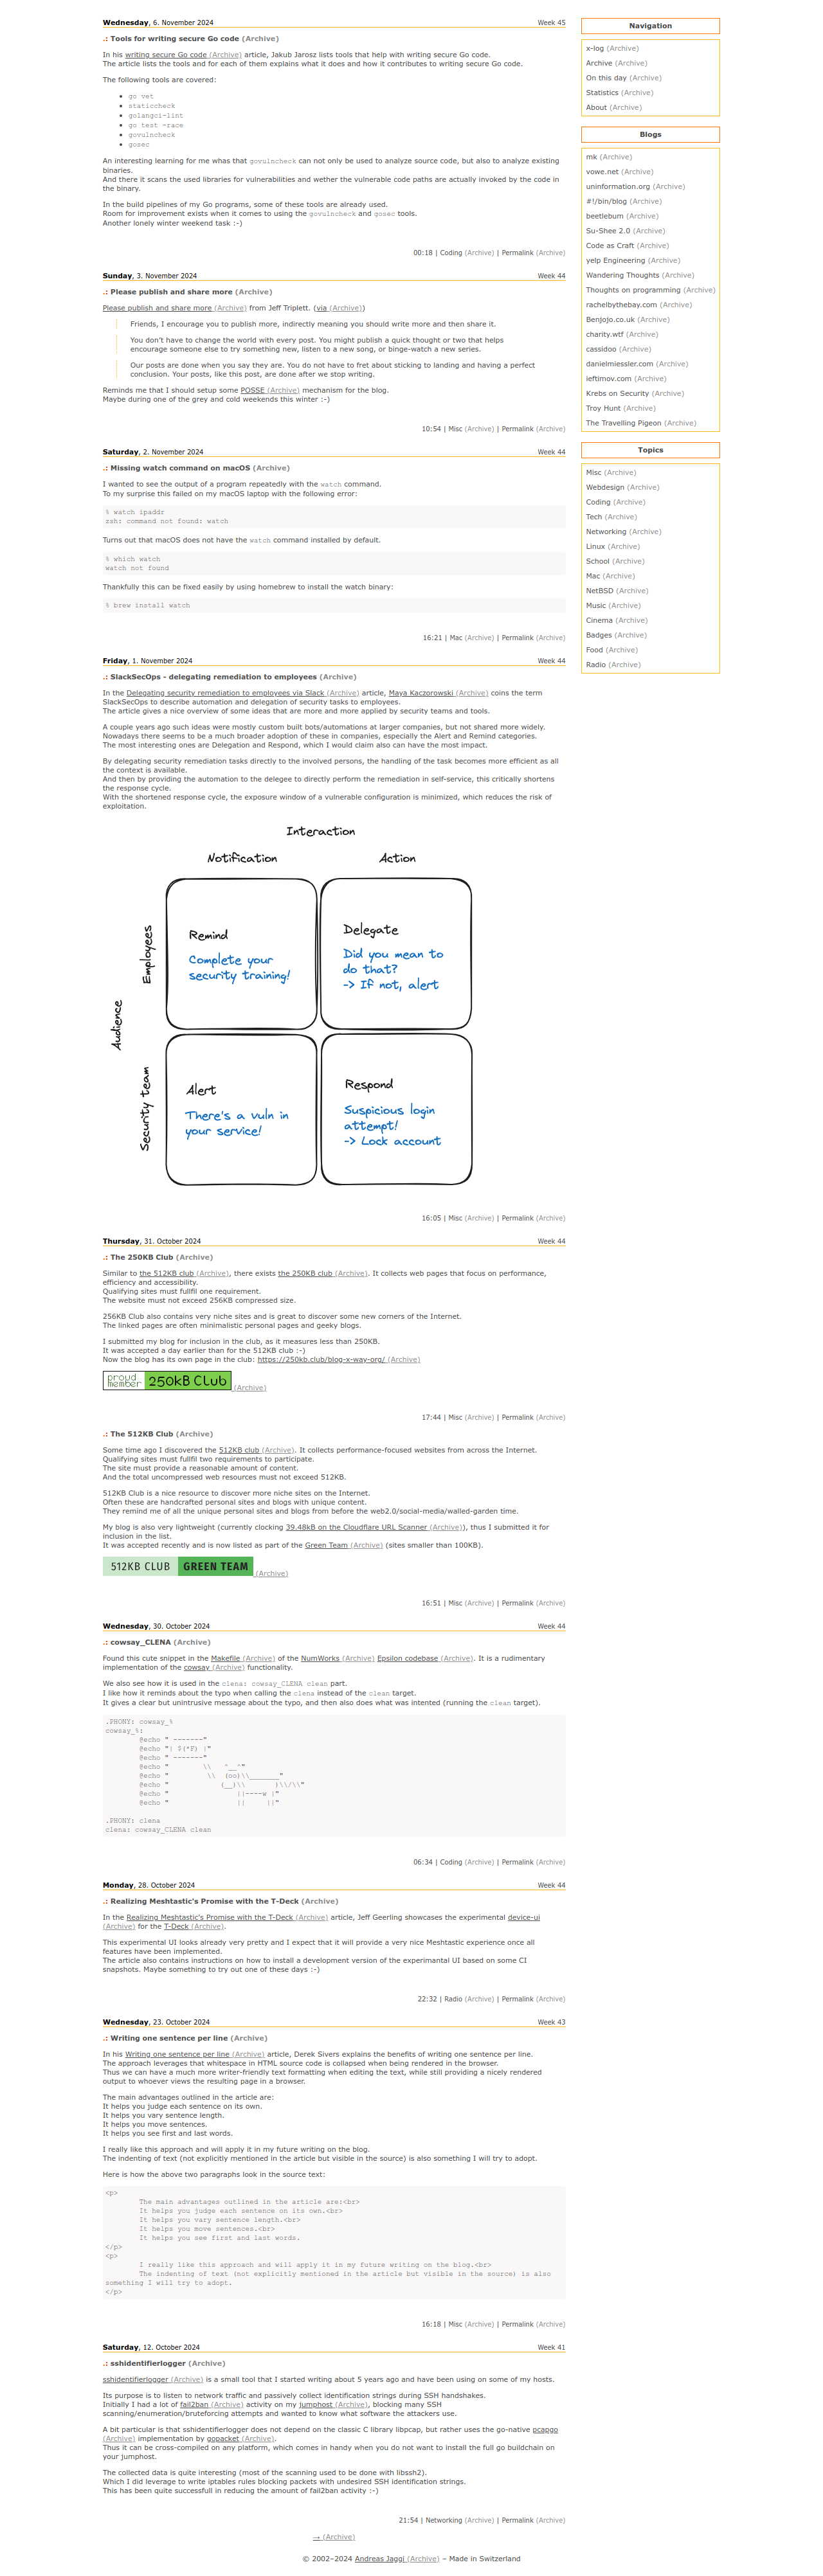 Wednesday, 6. November 2024 Week 45
.: Tools for writing secure Go code (Archive)
In his writing secure Go code (Archive) article, Jakub Jarosz lists tools that help with writing secure Go code.
The article lists the tools and for each of them explains what it does and how it contributes to writing secure Go code.
The following tools are covered:
go vet
staticcheck
golangci-lint
go test -race
govulncheck
gosec
An interesting learning for me whas that govulncheck can not only be used to analyze source code, but also to analyze existing
binaries.
And there it scans the used libraries for vulnerabilities and wether the vulnerable code paths are actually invoked by the code in
the binary.
In the build pipelines of my Go programs, some of these tools are already used.
Room for improvement exists when it comes to using the govulncheck and gosec tools.
Another lonely winter weekend task :-)
00:18 | Coding (Archive) | Permalink (Archive)
Sunday, 3. November 2024 Week 44
.: Please publish and share more (Archive)
Please publish and share more (Archive) from Jeff Triplett. (via (Archive))
Friends, I encourage you to publish more, indirectly meaning you should write more and then share it.
You don't have to change the world with every post. You might publish a quick thought or two that helps
encourage someone else to try something new, listen to a new song, or binge-watch a new series.
Our posts are done when you say they are. You do not have to fret about sticking to landing and having a perfect
conclusion. Your posts, like this post, are done after we stop writing.
Reminds me that I should setup some POSSE (Archive) mechanism for the blog.
Maybe during one of the grey and cold weekends this winter :-)
10:54 | Misc (Archive) | Permalink (Archive)
Saturday, 2. November 2024 Week 44
.: Missing watch command on macOS (Archive)
I wanted to see the output of a program repeatedly with the watch command.
To my surprise this failed on my macOS laptop with the following error:
% watch ipaddr
zsh: command not found: watch
Turns out that macOS does not have the watch command installed by default.
% which watch
watch not found
Thankfully this can be fixed easily by using homebrew to install the watch binary:
% brew install watch
16:21 | Mac (Archive) | Permalink (Archive)
Friday, 1. November 2024 Week 44
.: SlackSecOps - delegating remediation to employees (Archive)
In the Delegating security remediation to employees via Slack (Archive) article, Maya Kaczorowski (Archive) coins the term
SlackSecOps to describe automation and delegation of security tasks to employees.
The article gives a nice overview of some ideas that are more and more applied by security teams and tools.
A couple years ago such ideas were mostly custom built bots/automations at larger companies, but not shared more widely.
Nowadays there seems to be a much broader adoption of these in companies, especially the Alert and Remind categories.
The most interesting ones are Delegation and Respond, which I would claim also can have the most impact.
By delegating security remediation tasks directly to the involved persons, the handling of the task becomes more efficient as all
the context is available.
And then by providing the automation to the delegee to directly perform the remediation in self-service, this critically shortens
the response cycle.
With the shortened response cycle, the exposure window of a vulnerable configuration is minimized, which reduces the risk of
exploitation.
Interaction
Notification Action
Audience
Employees
Remind
Complete your
security training!
Delegate
Did you mean to
do that?
-> If not, alert
Security team
Alert
There's a vuln in
your service!
Respond
Suspicious login
attempt!
-> Lock account
16:05 | Misc (Archive) | Permalink (Archive)
Thursday, 31. October 2024 Week 44
.: The 250KB Club (Archive)
Similar to the 512KB club (Archive), there exists the 250KB club (Archive). It collects web pages that focus on performance,
efficiency and accessibility.
Qualifying sites must fullfil one requirement.
The website must not exceed 256KB compressed size.
256KB Club also contains very niche sites and is great to discover some new corners of the Internet.
The linked pages are often minimalistic personal pages and geeky blogs.
I submitted my blog for inclusion in the club, as it measures less than 250KB.
It was accepted a day earlier than for the 512KB club :-)
Now the blog has its own page in the club: https://250kb.club/blog-x-way-org/ (Archive)
proud member 250kB Club (Archive)
17:44 | Misc (Archive) | Permalink (Archive)
.: The 512KB Club (Archive)
Some time ago I discovered the 512KB club (Archive). It collects performance-focused websites from across the Internet.
Qualifying sites must fullfil two requirements to participate.
The site must provide a reasonable amount of content.
And the total uncompressed web resources must not exceed 512KB.
512KB Club is a nice resource to discover more niche sites on the Internet.
Often these are handcrafted personal sites and blogs with unique content.
They remind me of all the unique personal sites and blogs from before the web2.0/social-media/walled-garden time.
My blog is also very lightweight (currently clocking 39.48kB on the Cloudflare URL Scanner (Archive)), thus I submitted it for
inclusion in the list.
It was accepted recently and is now listed as part of the Green Team (Archive) (sites smaller than 100KB).
512KB CLUB GREEN TEAM (Archive)
16:51 | Misc (Archive) | Permalink (Archive)
Wednesday, 30. October 2024 Week 44
.: cowsay_CLENA (Archive)
Found this cute snippet in the Makefile (Archive) of the NumWorks (Archive) Epsilon codebase (Archive). It is a rudimentary
implementation of the cowsay (Archive) functionality.
We also see how it is used in the clena: cowsay_CLENA clean part.
I like how it reminds about the typo when calling the clena instead of the clean target.
It gives a clear but unintrusive message about the typo, and then also does what was intented (running the clean target).
.PHONY: cowsay_%
cowsay_%:
@echo " -------"
@echo "| $(*F) |"
@echo " -------"
@echo "        \\   ^__^"
@echo "         \\  (oo)\\_______"
@echo "            (__)\\       )\\/\\"
@echo "                ||----w |"
@echo "                ||     ||"
.PHONY: clena
clena: cowsay_CLENA clean
06:34 | Coding (Archive) | Permalink (Archive)
Monday, 28. October 2024 Week 44
.: Realizing Meshtastic's Promise with the T-Deck (Archive)
In the Realizing Meshtastic's Promise with the T-Deck (Archive) article, Jeff Geerling showcases the experimental device-ui
(Archive) for the T-Deck (Archive).
This experimental UI looks already very pretty and I expect that it will provide a very nice Meshtastic experience once all
features have been implemented.
The article also contains instructions on how to install a development version of the experimantal UI based on some CI
snapshots. Maybe something to try out one of these days :-)
22:32 | Radio (Archive) | Permalink (Archive)
Wednesday, 23. October 2024 Week 43
.: Writing one sentence per line (Archive)
In his Writing one sentence per line (Archive) article, Derek Sivers explains the benefits of writing one sentence per line.
The approach leverages that whitespace in HTML source code is collapsed when being rendered in the browser.
Thus we can have a much more writer-friendly text formatting when editing the text, while still providing a nicely rendered
output to whoever views the resulting page in a browser.
The main advantages outlined in the article are:
It helps you judge each sentence on its own.
It helps you vary sentence length.
It helps you move sentences.
It helps you see first and last words.
I really like this approach and will apply it in my future writing on the blog.
The indenting of text (not explicitly mentioned in the article but visible in the source) is also something I will try to adopt.
Here is how the above two paragraphs look in the source text:
<p>
The main advantages outlined in the article are:<br>
It helps you judge each sentence on its own.<br>
It helps you vary sentence length.<br>
It helps you move sentences.<br>
It helps you see first and last words.
</p>
<p>
I really like this approach and will apply it in my future writing on the blog.<br>
The indenting of text (not explicitly mentioned in the article but visible in the source) is also
something I will try to adopt.
</p>
16:18 | Misc (Archive) | Permalink (Archive)
Saturday, 12. October 2024 Week 41
.: sshidentifierlogger (Archive)
sshidentifierlogger (Archive) is a small tool that I started writing about 5 years ago and have been using on some of my hosts.
Its purpose is to listen to network traffic and passively collect identification strings during SSH handshakes.
Initially I had a lot of fail2ban (Archive) activity on my jumphost (Archive), blocking many SSH
scanning/enumeration/bruteforcing attempts and wanted to know what software the attackers use.
A bit particular is that sshidentifierlogger does not depend on the classic C library libpcap, but rather uses the go-native pcapgo
(Archive) implementation by gopacket (Archive).
Thus it can be cross-compiled on any platform, which comes in handy when you do not want to install the full go buildchain on
your jumphost.
The collected data is quite interesting (most of the scanning used to be done with libssh2).
Which I did leverage to write iptables rules blocking packets with undesired SSH identification strings.
This has been quite successfull in reducing the amount of fail2ban activity :-)
21:54 | Networking (Archive) | Permalink (Archive)
→ (Archive)
© 2002–2024 Andreas Jaggi (Archive) – Made in Switzerland
Navigation
x-log (Archive)
Archive (Archive)
On this day (Archive)
Statistics (Archive)
About (Archive)
Blogs
mk (Archive)
vowe.net (Archive)
uninformation.org (Archive)
#!/bin/blog (Archive)
beetlebum (Archive)
Su-Shee 2.0 (Archive)
Code as Craft (Archive)
yelp Engineering (Archive)
Wandering Thoughts (Archive)
Thoughts on programming (Archive)
rachelbythebay.com (Archive)
Benjojo.co.uk (Archive)
charity.wtf (Archive)
cassidoo (Archive)
danielmiessler.com (Archive)
ieftimov.com (Archive)
Krebs on Security (Archive)
Troy Hunt (Archive)
The Travelling Pigeon (Archive)
Topics
Misc (Archive)
Webdesign (Archive)
Coding (Archive)
Tech (Archive)
Networking (Archive)
Linux (Archive)
School (Archive)
Mac (Archive)
NetBSD (Archive)
Music (Archive)
Cinema (Archive)
Badges (Archive)
Food (Archive)
Radio (Archive)